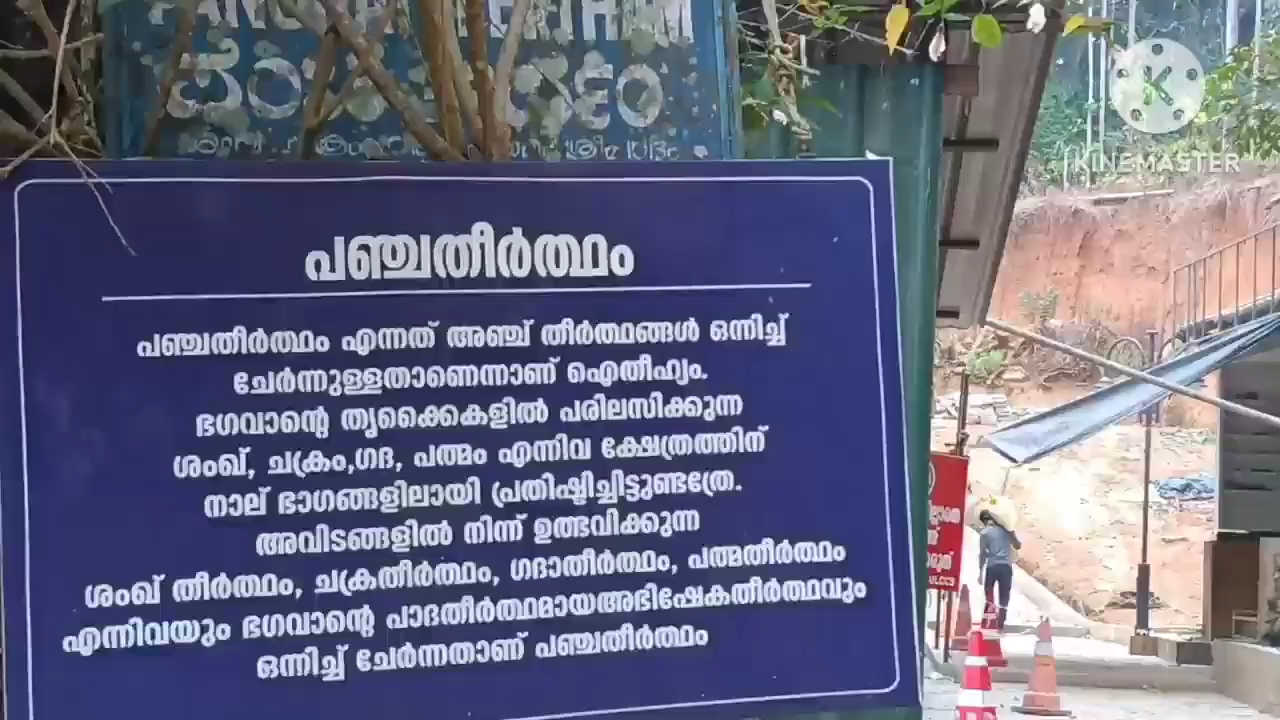 പഞ്ചതീർത്ഥം
പഞ്ചതീർത്ഥം എന്നത് അഞ്ച് തീർത്ഥങ്ങൾ ഒന്നിച്ച്
ചേർന്നുള്ളതാണെന്നാണ് ഐതീഹ്യം.
ഭഗവാന്റെ തൃക്കൈകളിൽ പരിലസിക്കുന്ന
ശംഖ്, ചക്രം,ഗദ, പത്മം എന്നിവ ക്ഷേത്രത്തിന്
നാല് ഭാഗങ്ങളിലായി പ്രതിഷ്ഠിച്ചിട്ടുണ്ടത്രേ.
അവിടങ്ങളിൽ നിന്ന് ഉത്ഭവിക്കുന്ന
ശംഖ് തീർത്ഥം, ചക്രതീർത്ഥം, ഗദാതീർത്ഥം, പത്മതീർത്ഥം
എന്നിവയും ഭഗവാന്റെ പാദതീർത്ഥമായഅഭിഷേകതീർത്ഥവും
ഒന്നിച്ച് ചേർന്നതാണ് പഞ്ചതീർത്ഥം
K
KINEMASTER
ULCCS